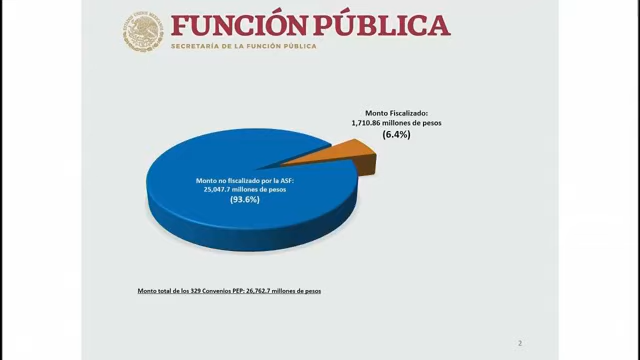 FUNCIÓN PÚBLICA
SECRETARÍA DE LA FUNCIÓN PÚBLICA
Monto Fiscalizado:
1,710.86 millones de pesos
(6.4%)
Monto no fiscalizado por la ASF:
25,047.7 millones de pesos
(93.6%)
Monto total de los 329 Convenios PEP: 26,762.7 millones de pesos
2